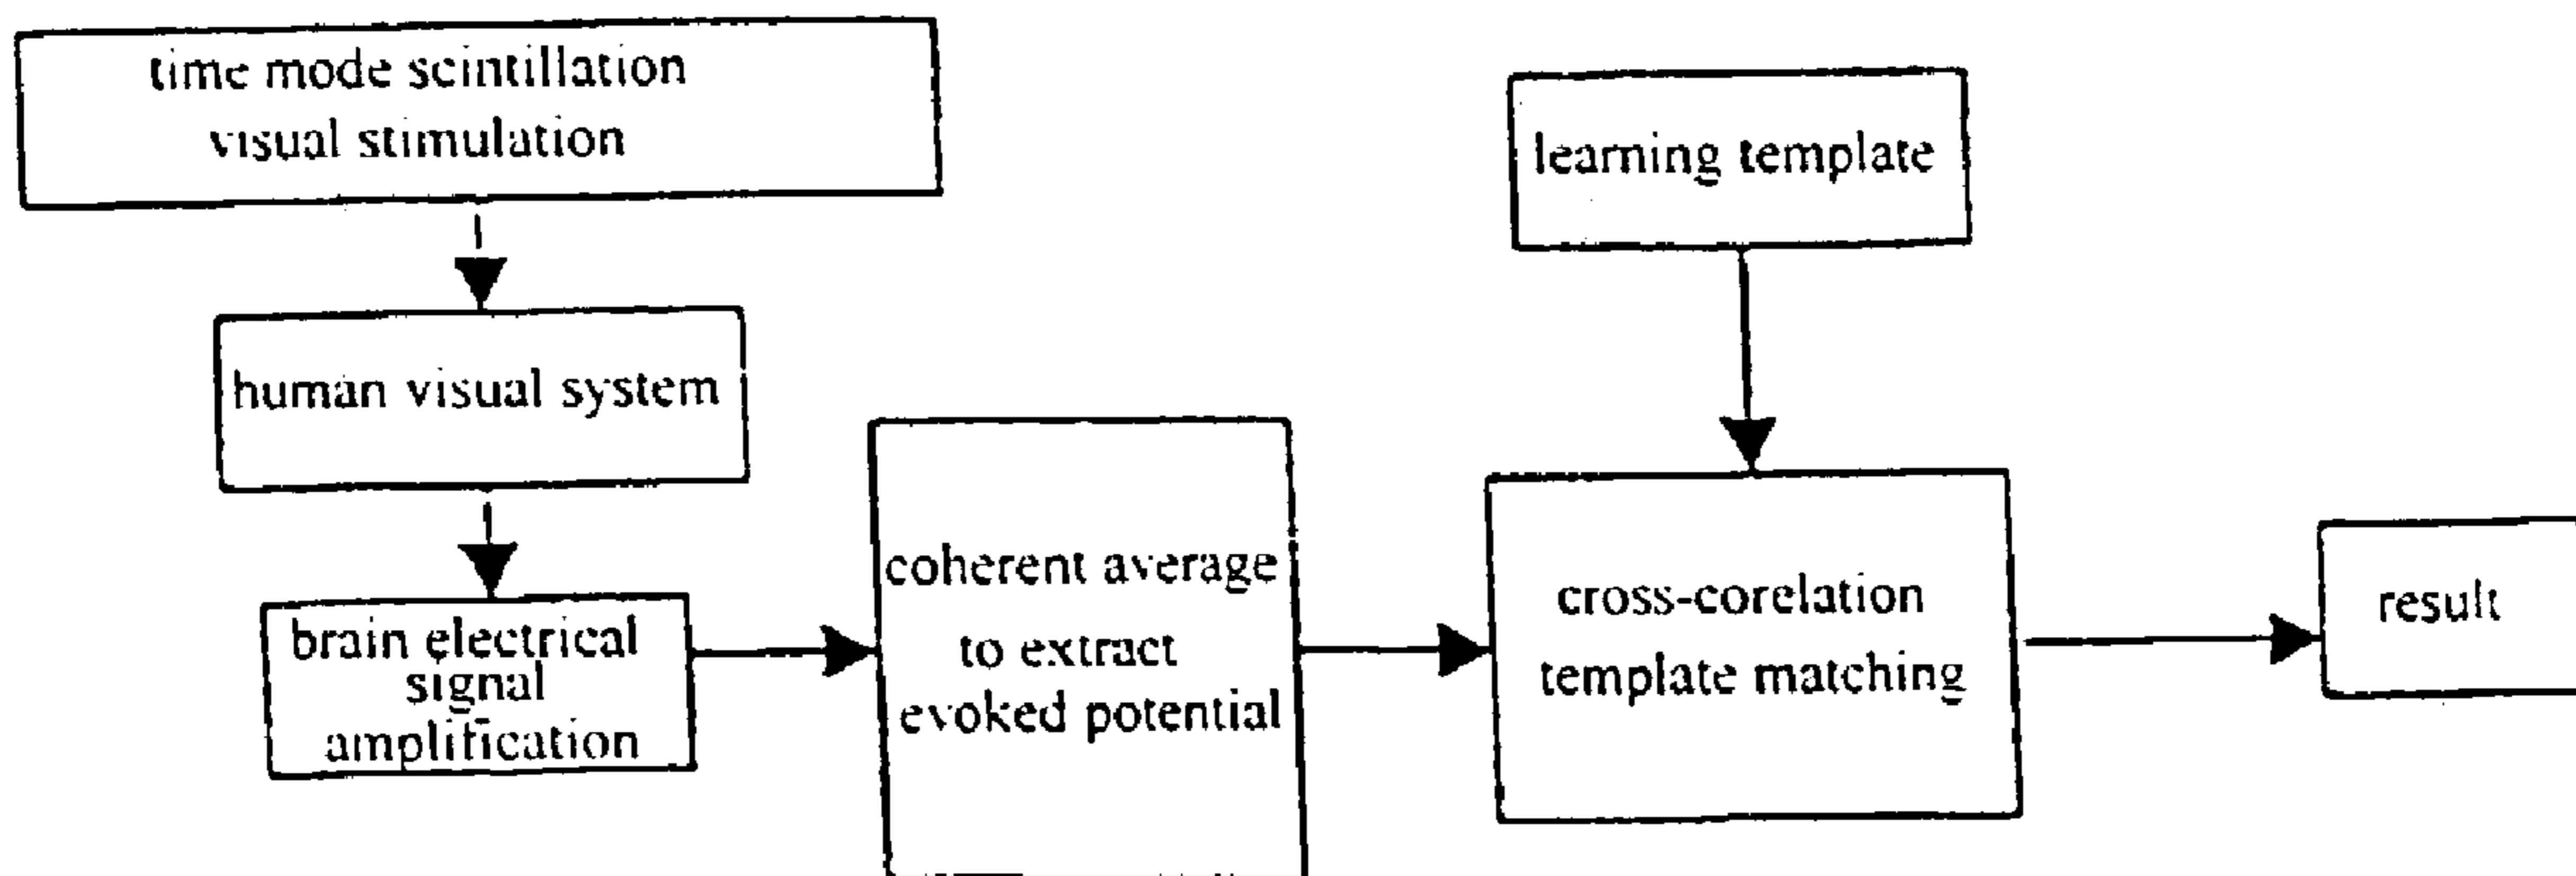 time mode scintillation
visual stimulation
human visual system
brain electrical
signal
amplification
coherent average
to extract
evoked potential
learning template
cross-corelation
template matching
result